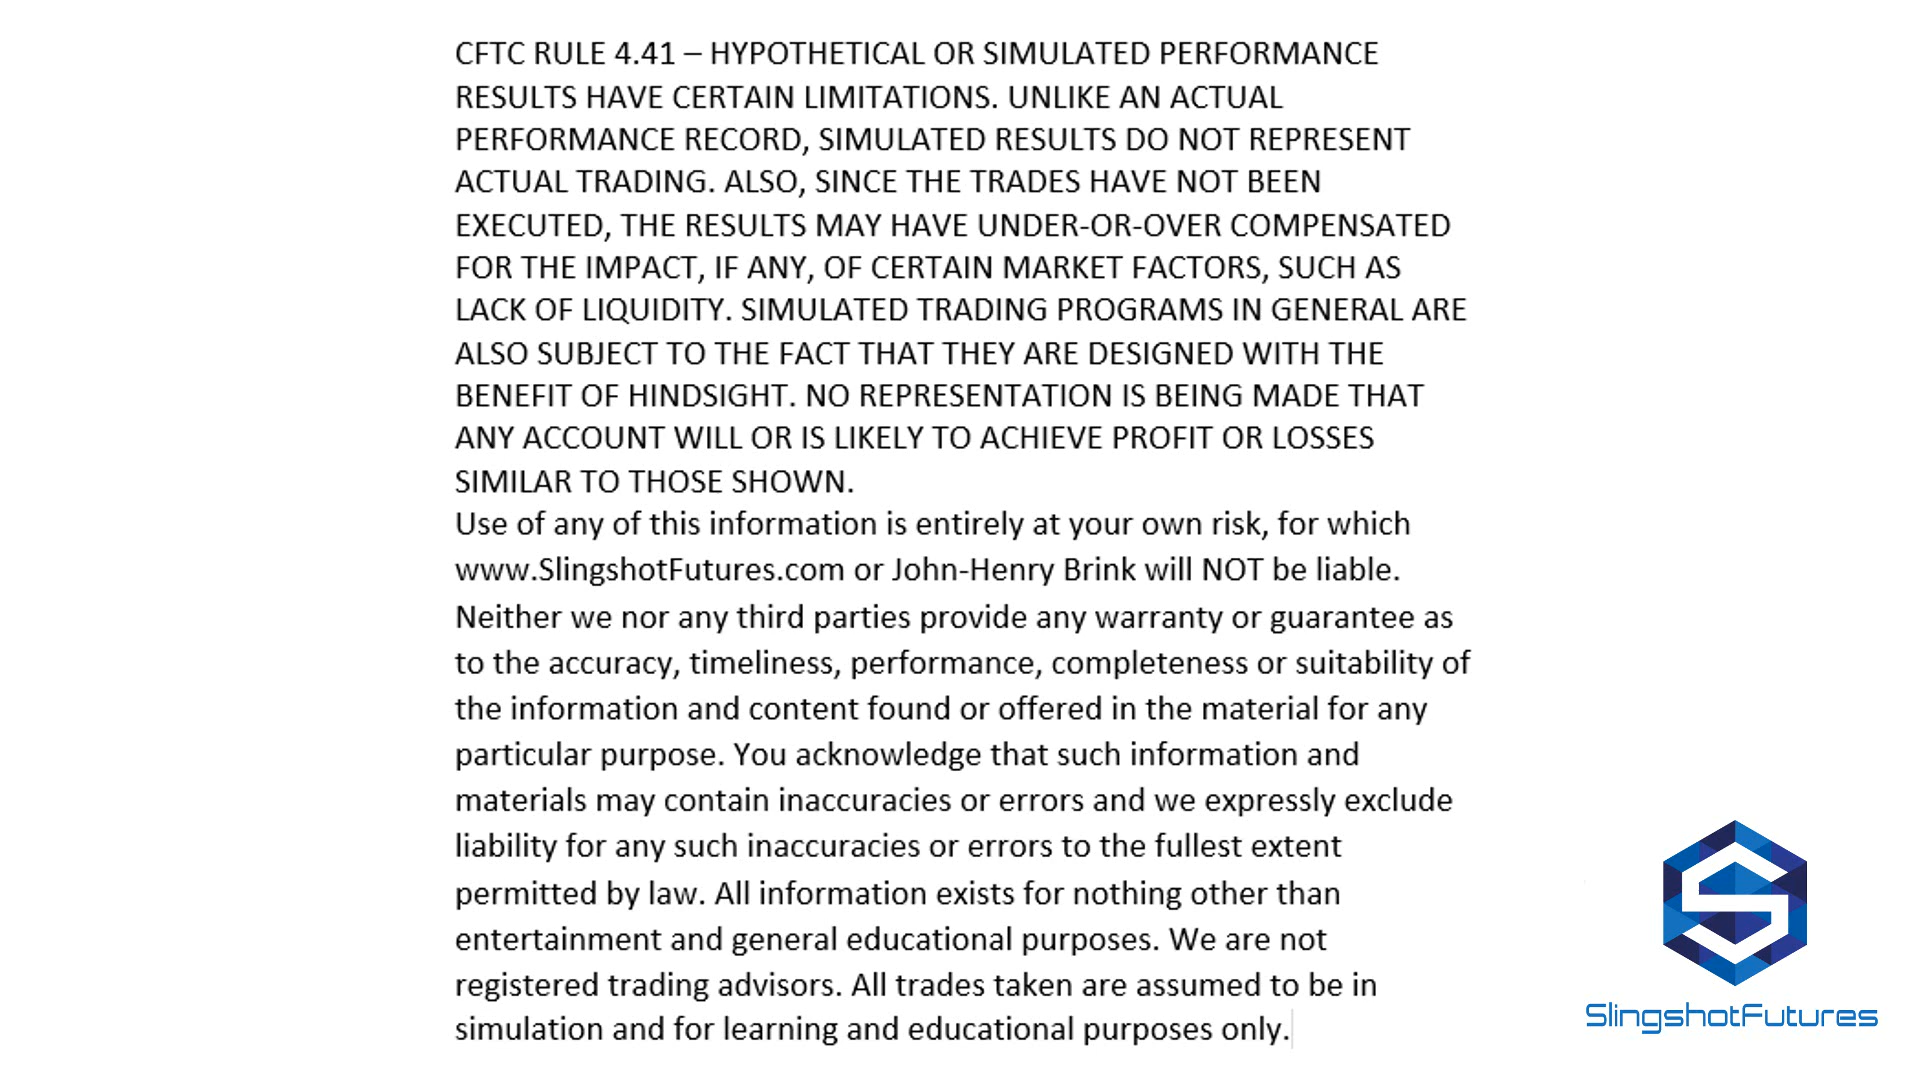 CFTC RULE 4.41 – HYPOTHETICAL OR SIMULATED PERFORMANCE
RESULTS HAVE CERTAIN LIMITATIONS. UNLIKE AN ACTUAL
PERFORMANCE RECORD, SIMULATED RESULTS DO NOT REPRESENT
ACTUAL TRADING. ALSO, SINCE THE TRADES HAVE NOT BEEN
EXECUTED, THE RESULTS MAY HAVE UNDER-OR-OVER COMPENSATED
FOR THE IMPACT, IF ANY, OF CERTAIN MARKET FACTORS, SUCH AS
LACK OF LIQUIDITY. SIMULATED TRADING PROGRAMS IN GENERAL ARE
ALSO SUBJECT TO THE FACT THAT THEY ARE DESIGNED WITH THE
BENEFIT OF HINDSIGHT. NO REPRESENTATION IS BEING MADE THAT
ANY ACCOUNT WILL OR IS LIKELY TO ACHIEVE PROFIT OR LOSSES
SIMILAR TO THOSE SHOWN.
Use of any of this information is entirely at your own risk, for which
www.SlingshotFutures.com or John-Henry Brink will NOT be liable.
Neither we nor any third parties provide any warranty or guarantee as
to the accuracy, timeliness, performance, completeness or suitability of
the information and content found or offered in the material for any
particular purpose. You acknowledge that such information and
materials may contain inaccuracies or errors and we expressly exclude
liability for any such inaccuracies or errors to the fullest extent
permitted by law. All information exists for nothing other than
entertainment and general educational purposes. We are not
registered trading advisors. All trades taken are assumed to be in
simulation and for learning and educational purposes only.
SlingshotFutures